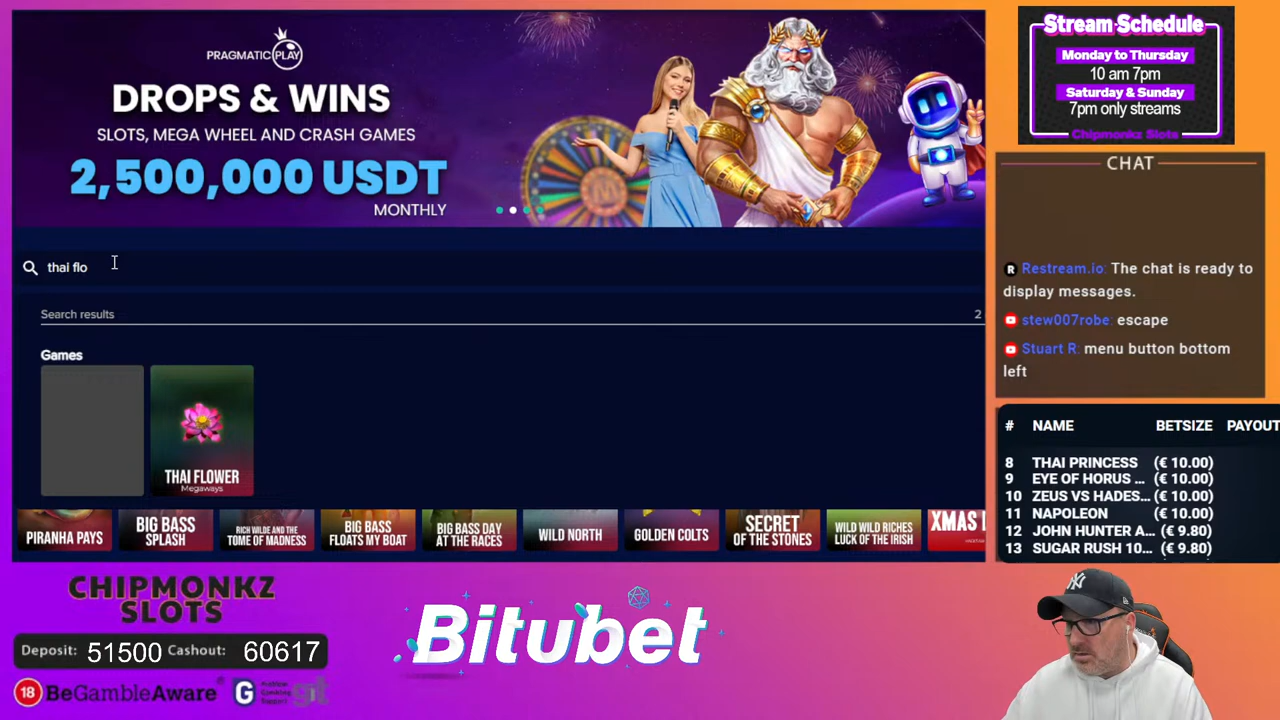 PRAGMATIC PLAY
DROPS & WINS
SLOTS, MEGA WHEEL AND CRASH GAMES
2,500,000 USDT
MONTHLY
thai flo
Search results
2
Games
THAI FLOWER
Megaways
PIRANHA PAYS
BIG BASS
SPLASH
RICH WILDE AND THE
TOME OF MADNESS
BIG BASS
FLOATS MY BOAT
BIG BASS DAY
AT THE RACES
WILD NORTH
GOLDEN COLTS
SECRET
OF THE STONES
WILD WILD RICHES
LUCK OF THE IRISH
XMAS
CHIPMONKZ
SLOTS
Deposit: 51500 Cashout: 60617
18 BeGambleAware
Bitubet
Stream Schedule
Monday to Thursday
10 am 7pm
Saturday & Sunday
7pm only streams
Chipmonkz Slots
CHAT
Restream.io: The chat is ready to
display messages.
stew007robe: escape
Stuart R: menu button bottom
left
# NAME BETSIZE PAYOUT
8 THAI PRINCESS (€ 10.00)
9 EYE OF HORUS ... (€ 10.00)
10 ZEUS VS HADES... (€ 10.00)
11 NAPOLEON (€ 10.00)
12 JOHN HUNTER A... (€ 9.80)
13 SUGAR RUSH 10... (€ 9.80)